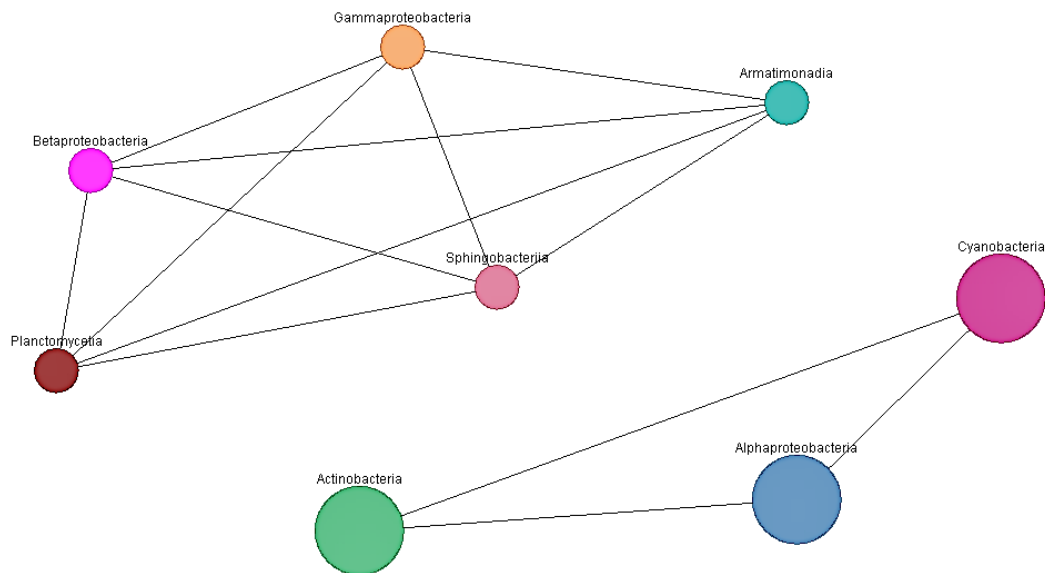 Gammaproteobacteria
Armatimonadia
Betaproteobacteria
Cyanobacteria
Sphingobacteriia
Planctomycetia
Alphaproteobacteria
Actinobacteria